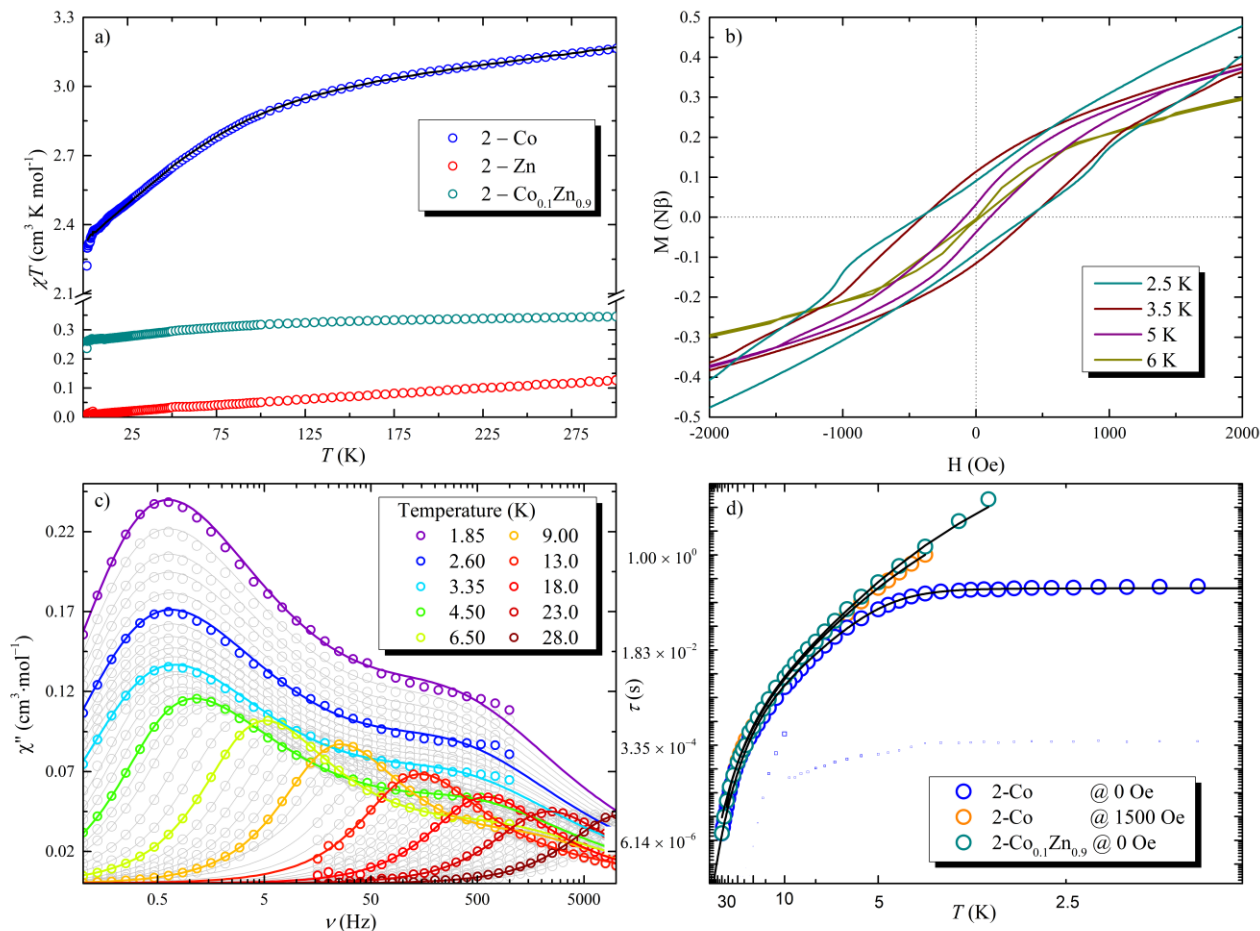 a)
3.3
3.0
2.7
2.4
2.1
0.3
0.2
0.1
0.0
χT (cm³ K mol⁻¹)
2 – Co
2 – Zn
2 – Co₀.₁Zn₀.₉
25 75 125 175 225 275
T (K)
b)
0.5
0.4
0.3
0.2
0.1
0.0
-0.1
-0.2
-0.3
-0.4
-0.5
M (Nβ)
2.5 K
3.5 K
5 K
6 K
-2000 -1000 0 1000 2000
H (Oe)
c)
0.22
0.17
0.12
0.07
0.02
χ'' (cm³·mol⁻¹)
Temperature (K)
1.85 9.00
2.60 13.0
3.35 18.0
4.50 23.0
6.50 28.0
0.5 5 50 500 5000
ν (Hz)
d)
1.00 × 10⁰
1.83 × 10⁻²
3.35 × 10⁻⁴
6.14 × 10⁻⁶
τ (s)
2-Co @ 0 Oe
2-Co @ 1500 Oe
2-Co₀.₁Zn₀.₉ @ 0 Oe
30 10 5 2.5
T (K)